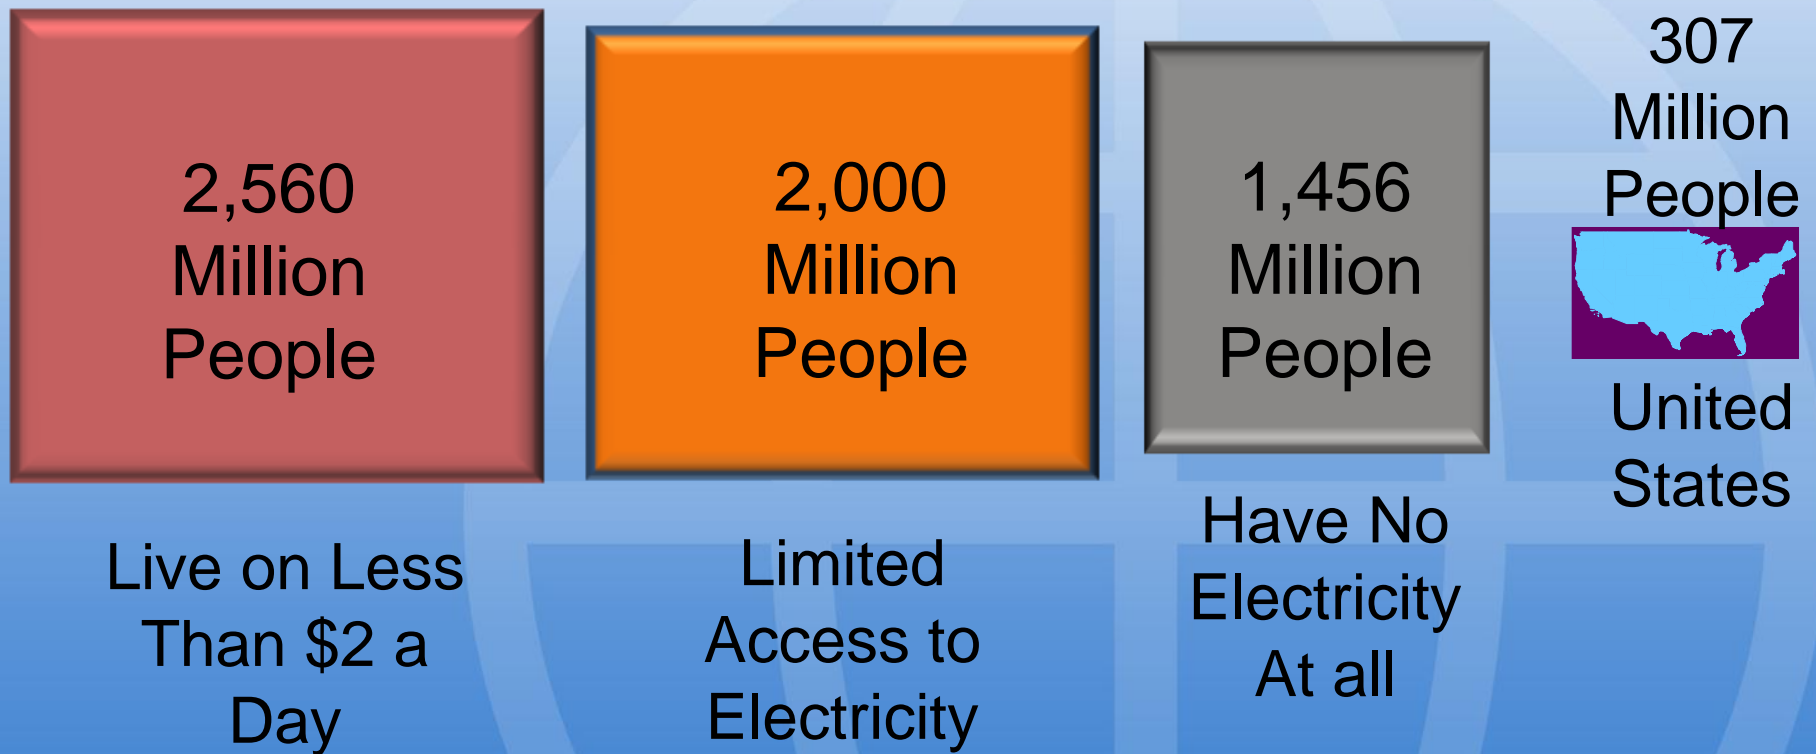 2,560
Million
People
Live on Less
Than $2 a
Day
2,000
Million
People
Limited
Access to
Electricity
1,456
Million
People
Have No
Electricity
At all
307
Million
People
United
States